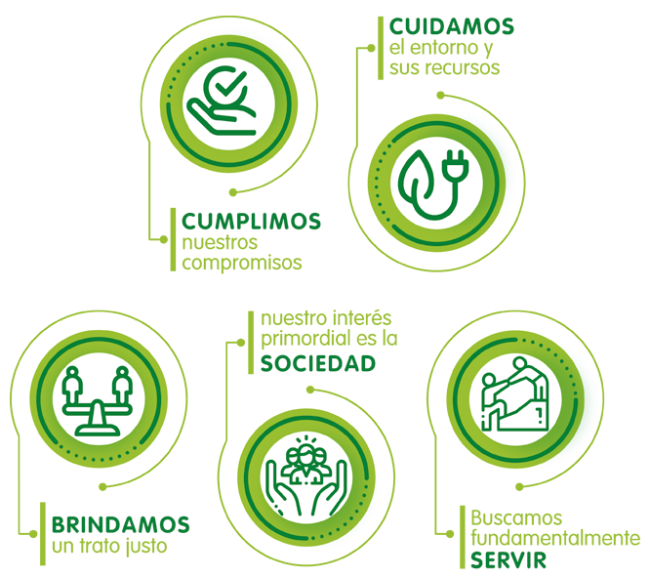 CUIDAMOS
el entorno y
sus recursos
CUMPLIMOS
nuestros
compromisos
nuestro interés
primordial es la
SOCIEDAD
BRINDAMOS
un trato justo
Buscamos
fundamentalmente
SERVIR